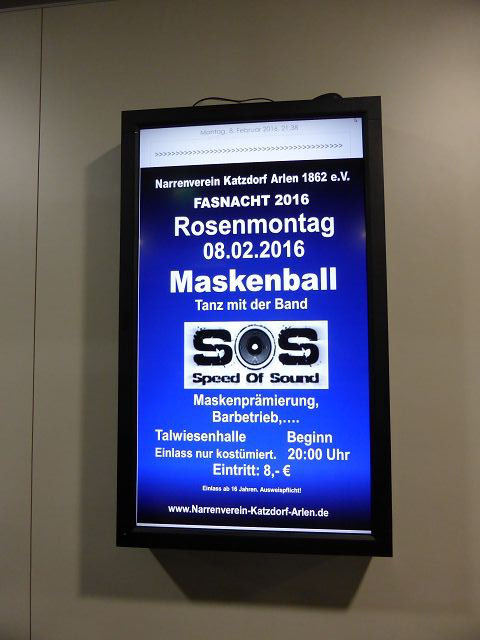 Montag, 8. Februar 2016 21:38
>>>>>>>>>>>>>>>>>>>>>>>>>>>>>>>>>>>>>>>>>>>>>>>>
Narrenverein Katzdorf Arlen 1862 e.V.
FASNACHT 2016
Rosenmontag
08.02.2016
Maskenball
Tanz mit der Band
SOS
Speed Of Sound
Maskenprämierung,
Barbetrieb,....
Talwiesenhalle Beginn
Einlass nur kostümiert. 20:00 Uhr
Eintritt: 8,- €
Einlass ab 16 Jahren. Ausweispflicht!
www.Narrenverein-Katzdorf-Arlen.de